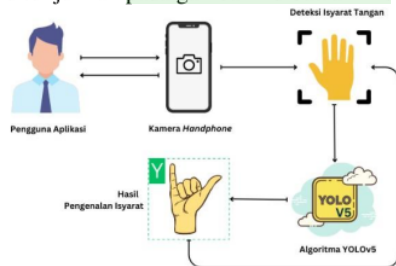 Deteksi Isyarat Tangan
Pengguna Aplikasi
Kamera Handphone
Y
Hasil
Pengenalan Isyarat
YOLO
V5
Algoritma YOLOv5